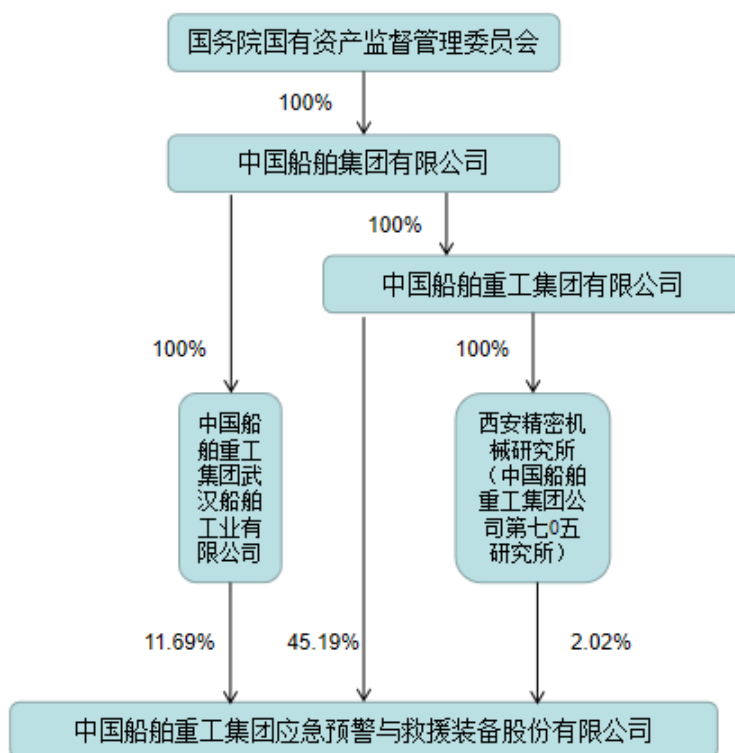 国务院国有资产监督管理委员会
100%
中国船舶集团有限公司
100%
中国船舶重工集团有限公司
100%
100%
中国船
舶重工
集团武
汉船舶
工业有
限公司
西安精密机
械研究所
（中国船舶
重工集团公
司第七0五
研究所）
11.69%
45.19%
2.02%
中国船舶重工集团应急预警与救援装备股份有限公司